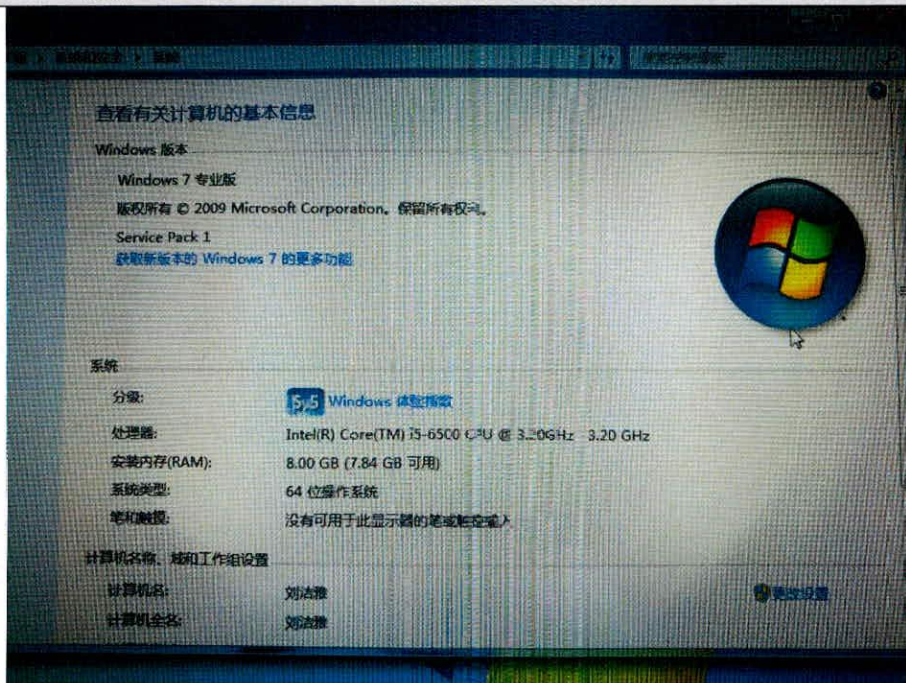 查看有关计算机的基本信息
Windows 版本
Windows 7 专业版
版权所有 © 2009 Microsoft Corporation。保留所有权利。
Service Pack 1
获取新版本的 Windows 7 的更多功能
系统
分级: 5.5 Windows 体验指数
处理器: Intel(R) Core(TM) i5-6500 CPU @ 3.20GHz 3.20 GHz
安装内存(RAM): 8.00 GB (7.84 GB 可用)
系统类型: 64 位操作系统
笔和触摸: 没有可用于此显示器的笔或触控输入
计算机名称、域和工作组设置
计算机名: 刘洁雅 更改设置
计算机全名: 刘洁雅